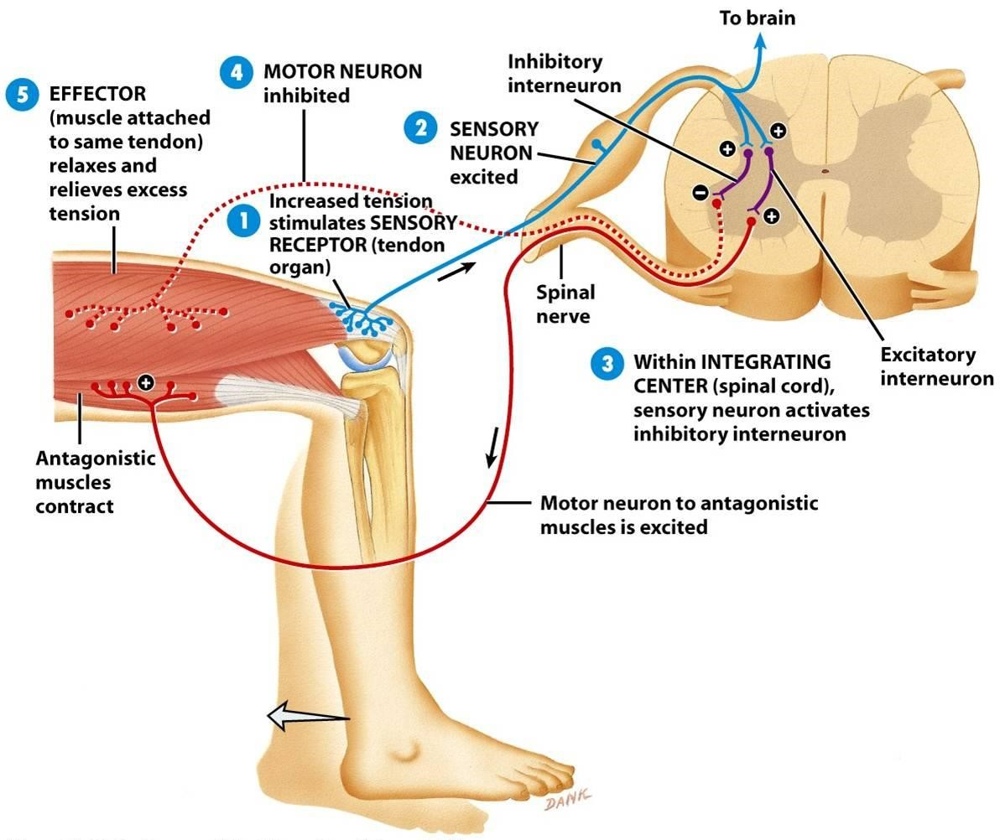 To brain
4 MOTOR NEURON
inhibited
Inhibitory
interneuron
5 EFFECTOR
(muscle attached
to same tendon)
relaxes and
relieves excess
tension
2 SENSORY
NEURON
excited
+
+
-
+
1 Increased tension
stimulates SENSORY
RECEPTOR (tendon
organ)
Spinal
nerve
3 Within INTEGRATING
CENTER (spinal cord),
sensory neuron activates
inhibitory interneuron
Excitatory
interneuron
+
Antagonistic
muscles
contract
Motor neuron to antagonistic
muscles is excited
DANK